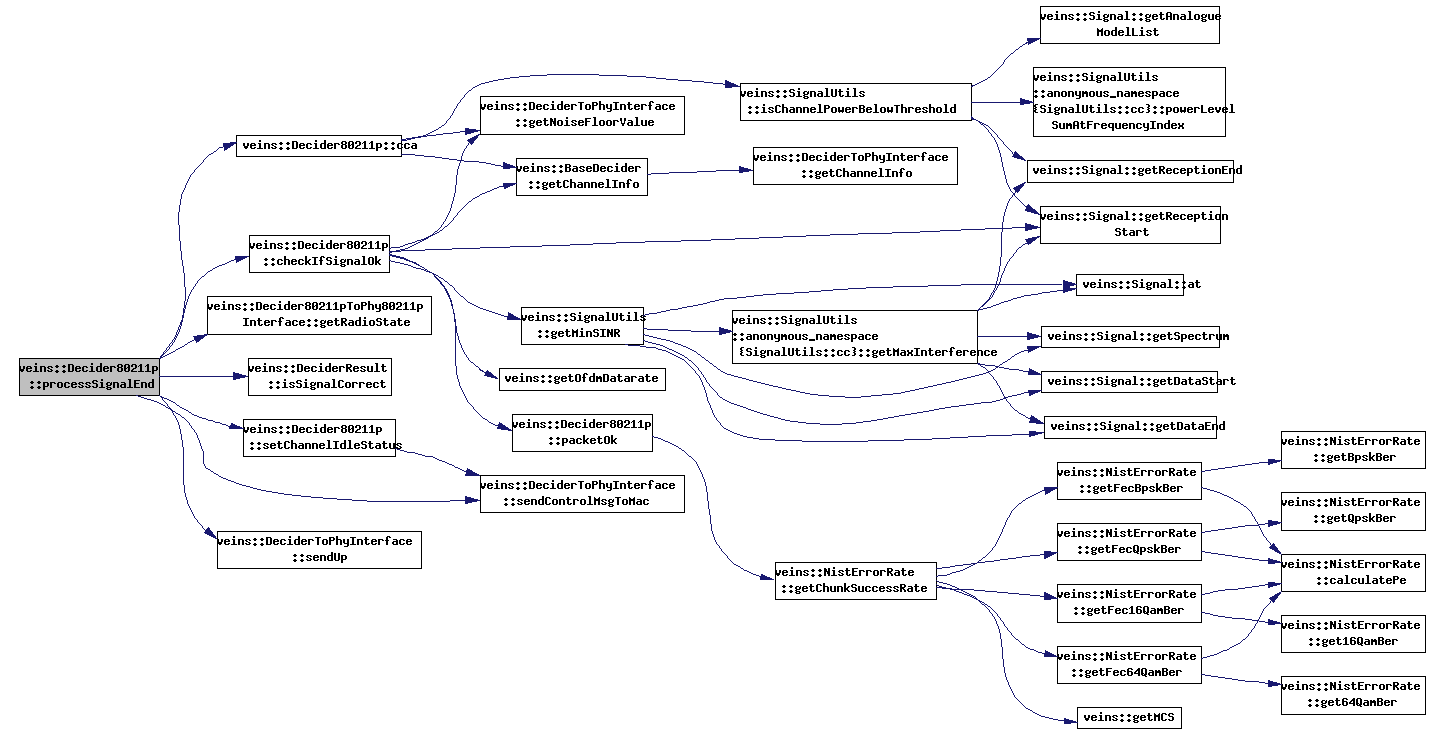 veins::Decider80211p
::processSignalEnd
veins::Decider80211p::cca
veins::Decider80211p
::checkIfSignalOk
veins::Decider80211pToPhy80211p
Interface::getRadioState
veins::DeciderResult
::isSignalCorrect
veins::Decider80211p
::setChannelIdleStatus
veins::DeciderToPhyInterface
::sendUp
veins::DeciderToPhyInterface
::getNoiseFloorValue
veins::BaseDecider
::getChannelInfo
veins::SignalUtils
::getMinSINR
veins::getOfdmDatarate
veins::Decider80211p
::packetOk
veins::DeciderToPhyInterface
::sendControlMsgToMac
veins::SignalUtils
::isChannelPowerBelowThreshold
veins::DeciderToPhyInterface
::getChannelInfo
veins::SignalUtils
::anonymous_namespace
{SignalUtils::cc}::getMaxInterference
veins::NistErrorRate
::getChunkSuccessRate
veins::Signal::getAnalogue
ModelList
veins::SignalUtils
::anonymous_namespace
{SignalUtils::cc}::powerLevel
SumAtFrequencyIndex
veins::Signal::getReceptionEnd
veins::Signal::getReception
Start
veins::Signal::at
veins::Signal::getSpectrum
veins::Signal::getDataStart
veins::Signal::getDataEnd
veins::NistErrorRate
::getFecBpskBer
veins::NistErrorRate
::getFecQpskBer
veins::NistErrorRate
::getFec16QamBer
veins::NistErrorRate
::getFec64QamBer
veins::getMCS
veins::NistErrorRate
::getBpskBer
veins::NistErrorRate
::getQpskBer
veins::NistErrorRate
::calculatePe
veins::NistErrorRate
::get16QamBer
veins::NistErrorRate
::get64QamBer